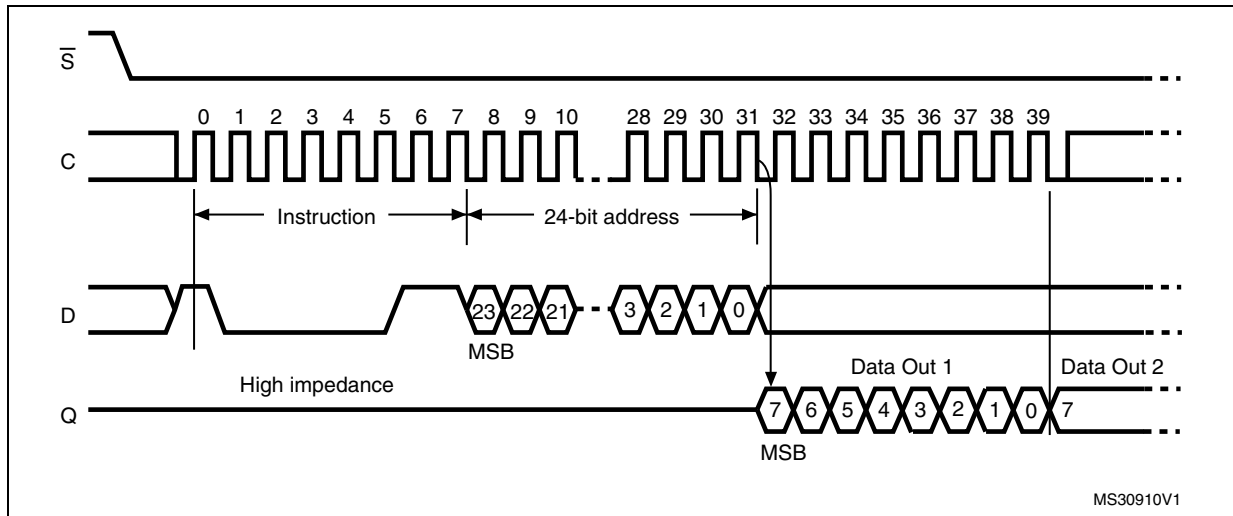 S̅
0 1 2 3 4 5 6 7 8 9 10 28 29 30 31 32 33 34 35 36 37 38 39
C
Instruction 24-bit address
D
23 22 21 3 2 1 0
MSB
High impedance Data Out 1 Data Out 2
Q
7 6 5 4 3 2 1 0 7
MSB
MS30910V1